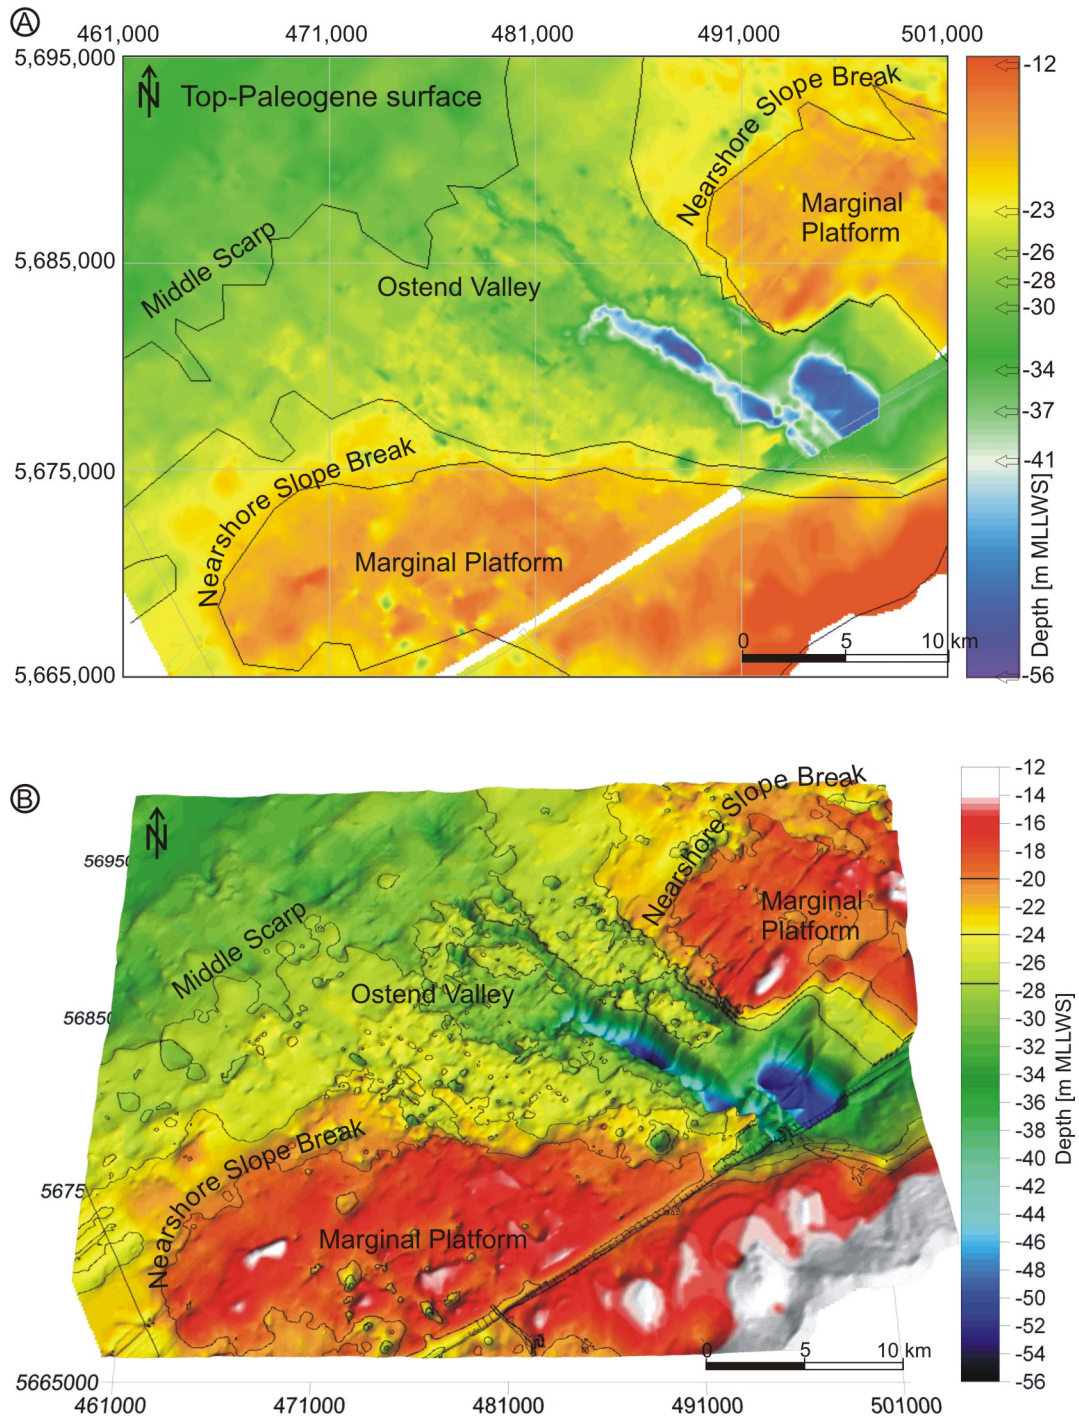 A
461,000 471,000 481,000 491,000 501,000
5,695,000
N
Top-Paleogene surface
Nearshore Slope Break
Marginal
Platform
-12
-23
-26
-28
-30
-34
-37
-41
-56
Depth [m MLLWS]
5,685,000
Middle Scarp
Ostend Valley
5,675,000
Nearshore Slope Break
Marginal Platform
0 5 10 km
5,665,000
B
N
Nearshore Slope Break
Marginal
Platform
-12
-14
-16
-18
-20
-22
-24
-26
-28
-30
-32
-34
-36
-38
-40
-42
-44
-46
-48
-50
-52
-54
-56
Depth [m MLLWS]
56950
Middle Scarp
Ostend Valley
5685
Nearshore Slope Break
5675
Marginal Platform
0 5 10 km
5665000
461000 471000 481000 491000 501000